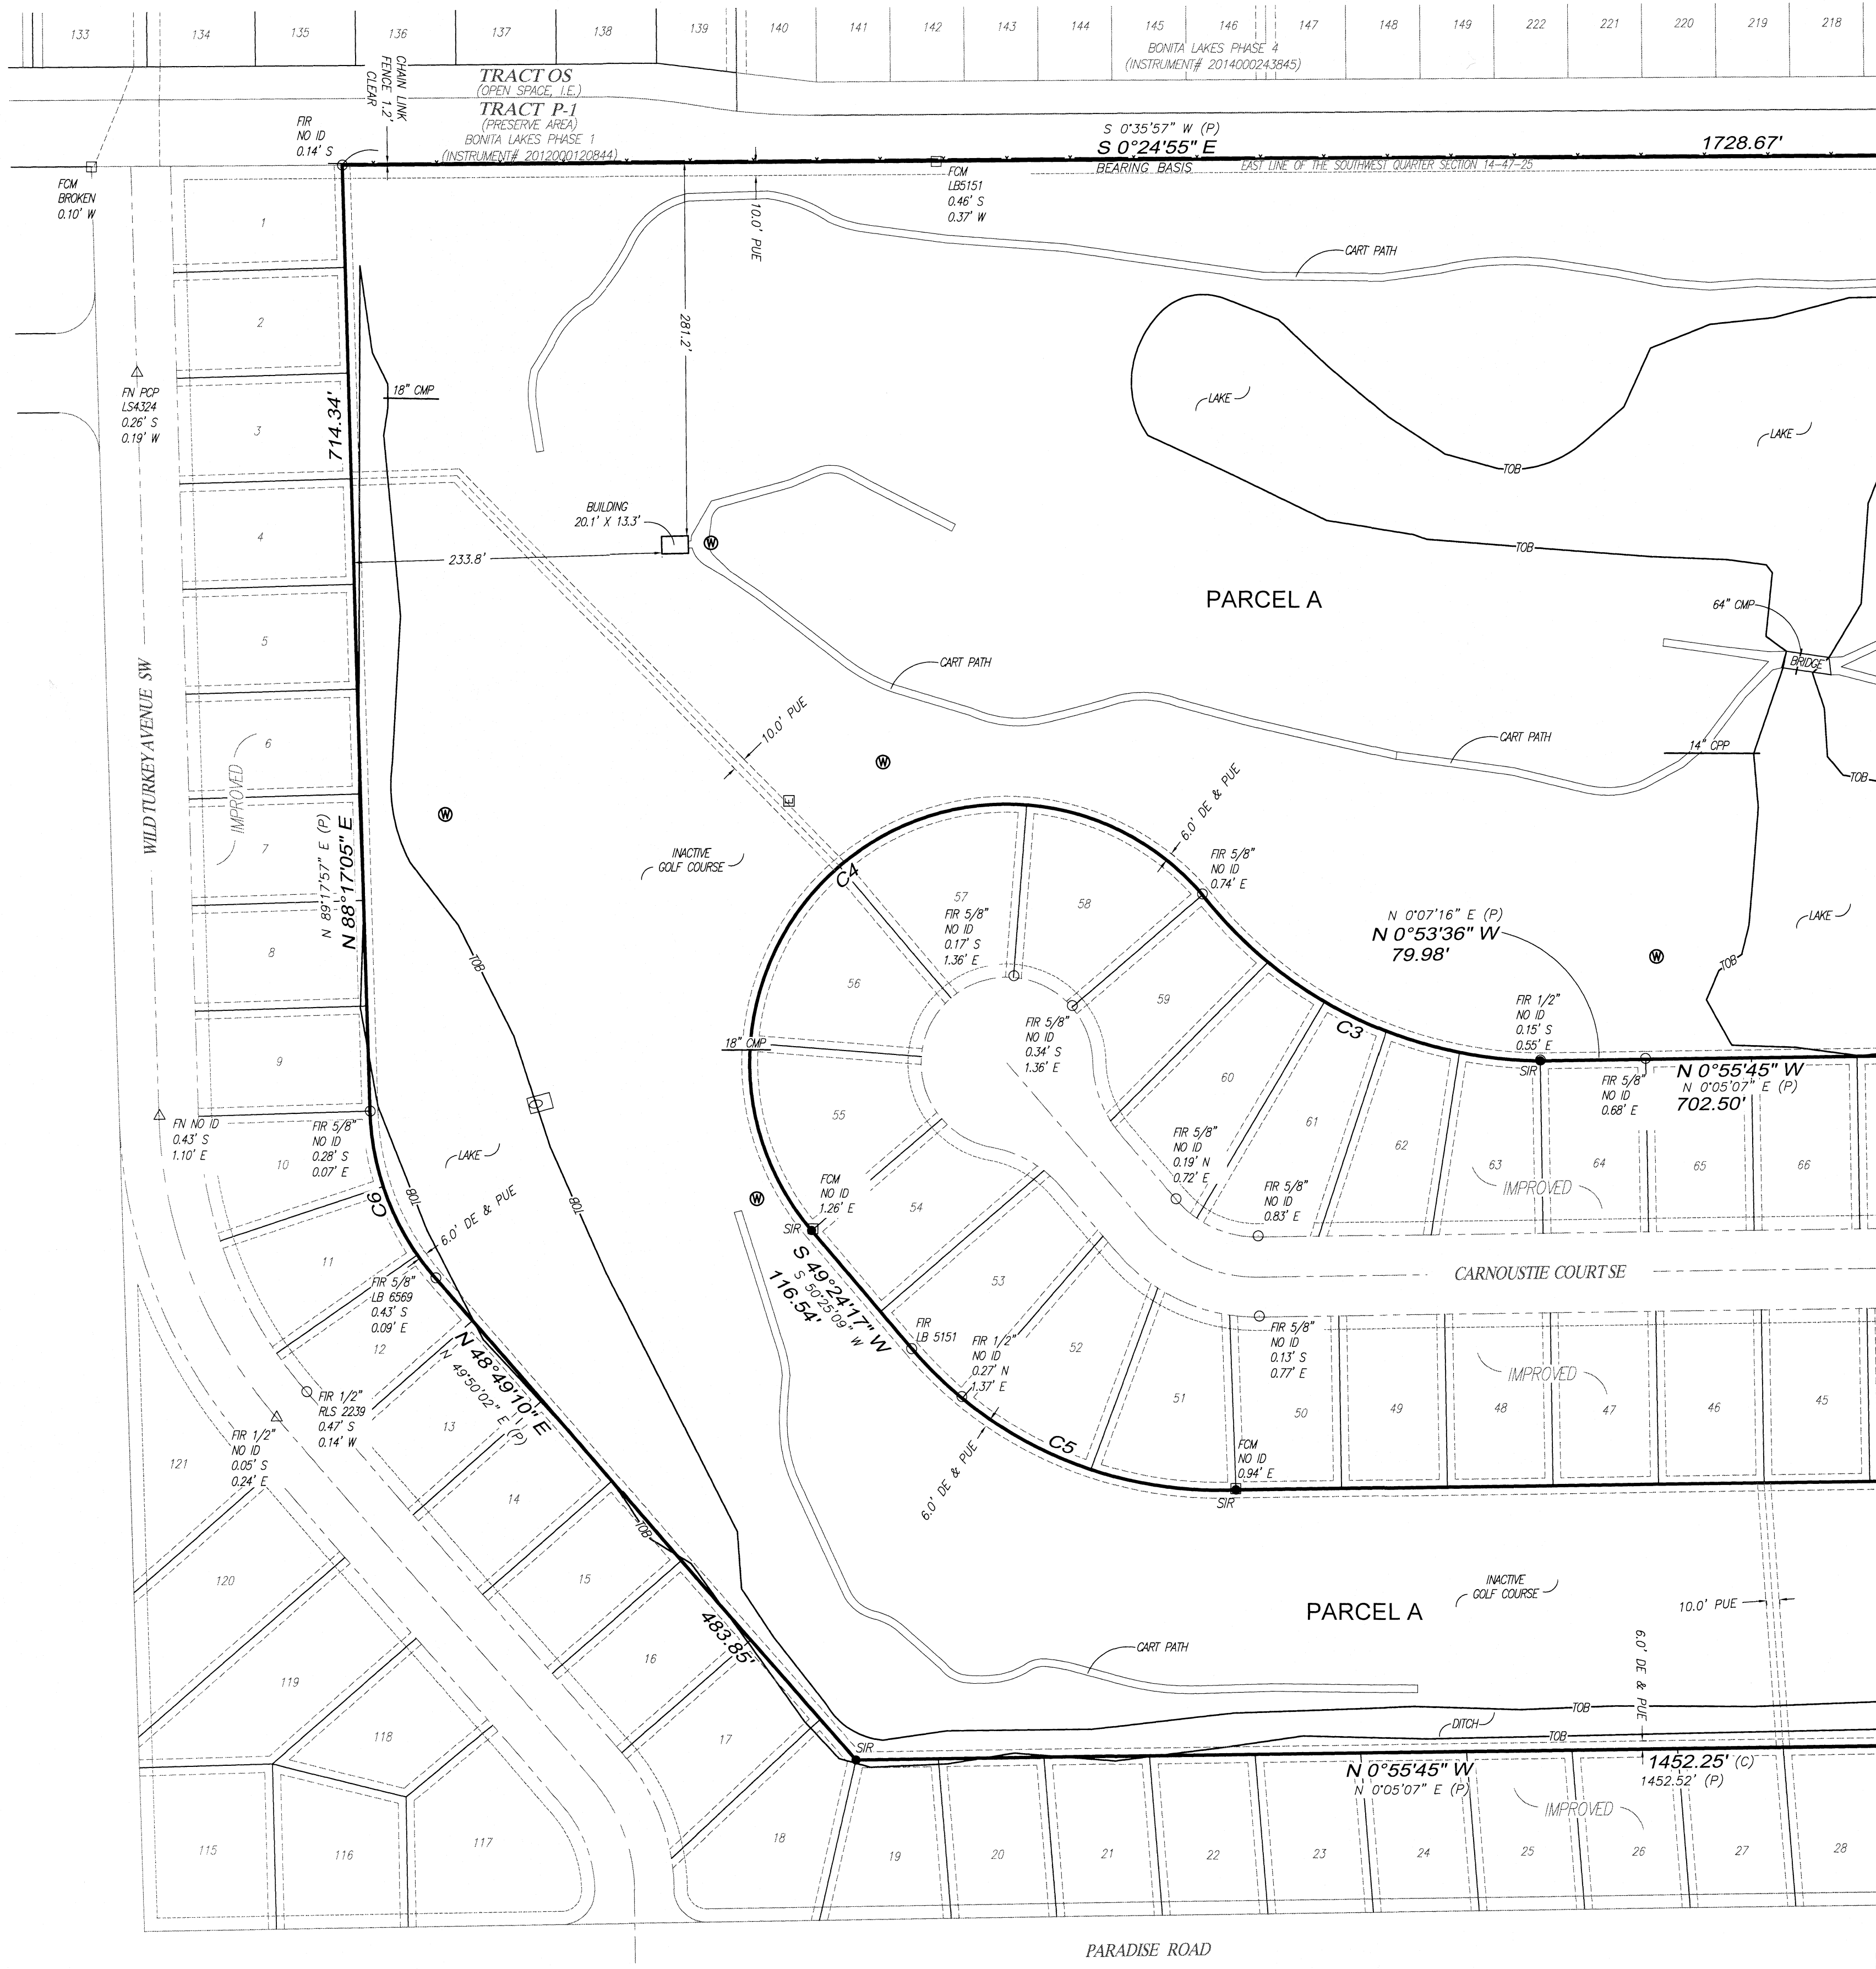 133
134
135
136
137
138
139
140
141
142
143
144
145
146
147
148
149
222
221
220
219
218
BONITA LAKES PHASE 4
(INSTRUMENT# 2014000243845)
CHAIN LINK
FENCE 1.2'
CLEAR
TRACT OS
(OPEN SPACE, I.E.)
TRACT P-1
(PRESERVE AREA)
BONITA LAKES PHASE 1
(INSTRUMENT# 2012000120844)
FIR
NO ID
0.14' S
S 0°35'57" W (P)
S 0°24'55" E
1728.67'
BEARING BASIS
EAST LINE OF THE SOUTHWEST QUARTER SECTION 14-47-25
FCM
BROKEN
0.10' W
FCM
LB5151
0.46' S
0.37' W
10.0' PUE
1
CART PATH
2
281.2'
FN PCP
LS4324
0.26' S
0.19' W
18" CMP
714.34'
3
LAKE
LAKE
TOB
BUILDING
20.1' X 13.3'
W
4
233.8'
TOB
PARCEL A
64" CMP
5
CART PATH
BRIDGE
WILD TURKEY AVENUE SW
10.0' PUE
6
IMPROVED
W
CART PATH
14" CPP
TOB
E
W
6.0' DE & PUE
7
N 89°17'57" E (P)
N 88°17'05" E
INACTIVE
GOLF COURSE
C4
FIR 5/8"
NO ID
0.74' E
57
FIR 5/8"
NO ID
0.17' S
1.36' E
58
N 0°07'16" E (P)
N 0°53'36" W
79.98'
LAKE
8
TOB
W
TOB
56
59
FIR 1/2"
NO ID
0.15' S
0.55' E
SIR
FIR 5/8"
NO ID
0.34' S
1.36' E
C3
18" CMP
9
60
FIR 5/8"
NO ID
0.68' E
N 0°55'45" W
N 0°05'07" E (P)
702.50'
FN NO ID
0.43' S
1.10' E
FIR 5/8"
NO ID
0.28' S
0.07' E
55
61
62
63
64
65
66
FIR 5/8"
NO ID
0.19' N
0.72' E
10
LAKE
IMPROVED
C6
TOB
TOB
6.0' DE & PUE
W
FCM
NO ID
1.26' E
SIR
54
FIR 5/8"
NO ID
0.83' E
11
S 49°24'17" W
S 50°25'09" W
116.54'
53
CARNOUSTIE COURT SE
FIR 5/8"
LB 6569
0.43' S
0.09' E
12
FIR
LB 5151
FIR 1/2"
NO ID
0.27' N
1.37' E
52
FIR 5/8"
NO ID
0.13' S
0.77' E
N 48°49'10" E
N 49°50'02" E (P)
FIR 1/2"
RLS 2239
0.47' S
0.14' W
13
51
50
49
48
47
46
45
IMPROVED
FIR 1/2"
NO ID
0.05' S
0.24' E
121
C5
FCM
NO ID
0.94' E
SIR
6.0' DE & PUE
14
TOB
120
15
INACTIVE
GOLF COURSE
PARCEL A
10.0' PUE
483.85'
16
CART PATH
6.0' DE & PUE
119
TOB
118
17
DITCH
TOB
SIR
N 0°55'45" W
N 0°05'07" E (P)
1452.25' (C)
1452.52' (P)
IMPROVED
115
116
117
18
19
20
21
22
23
24
25
26
27
28
PARADISE ROAD